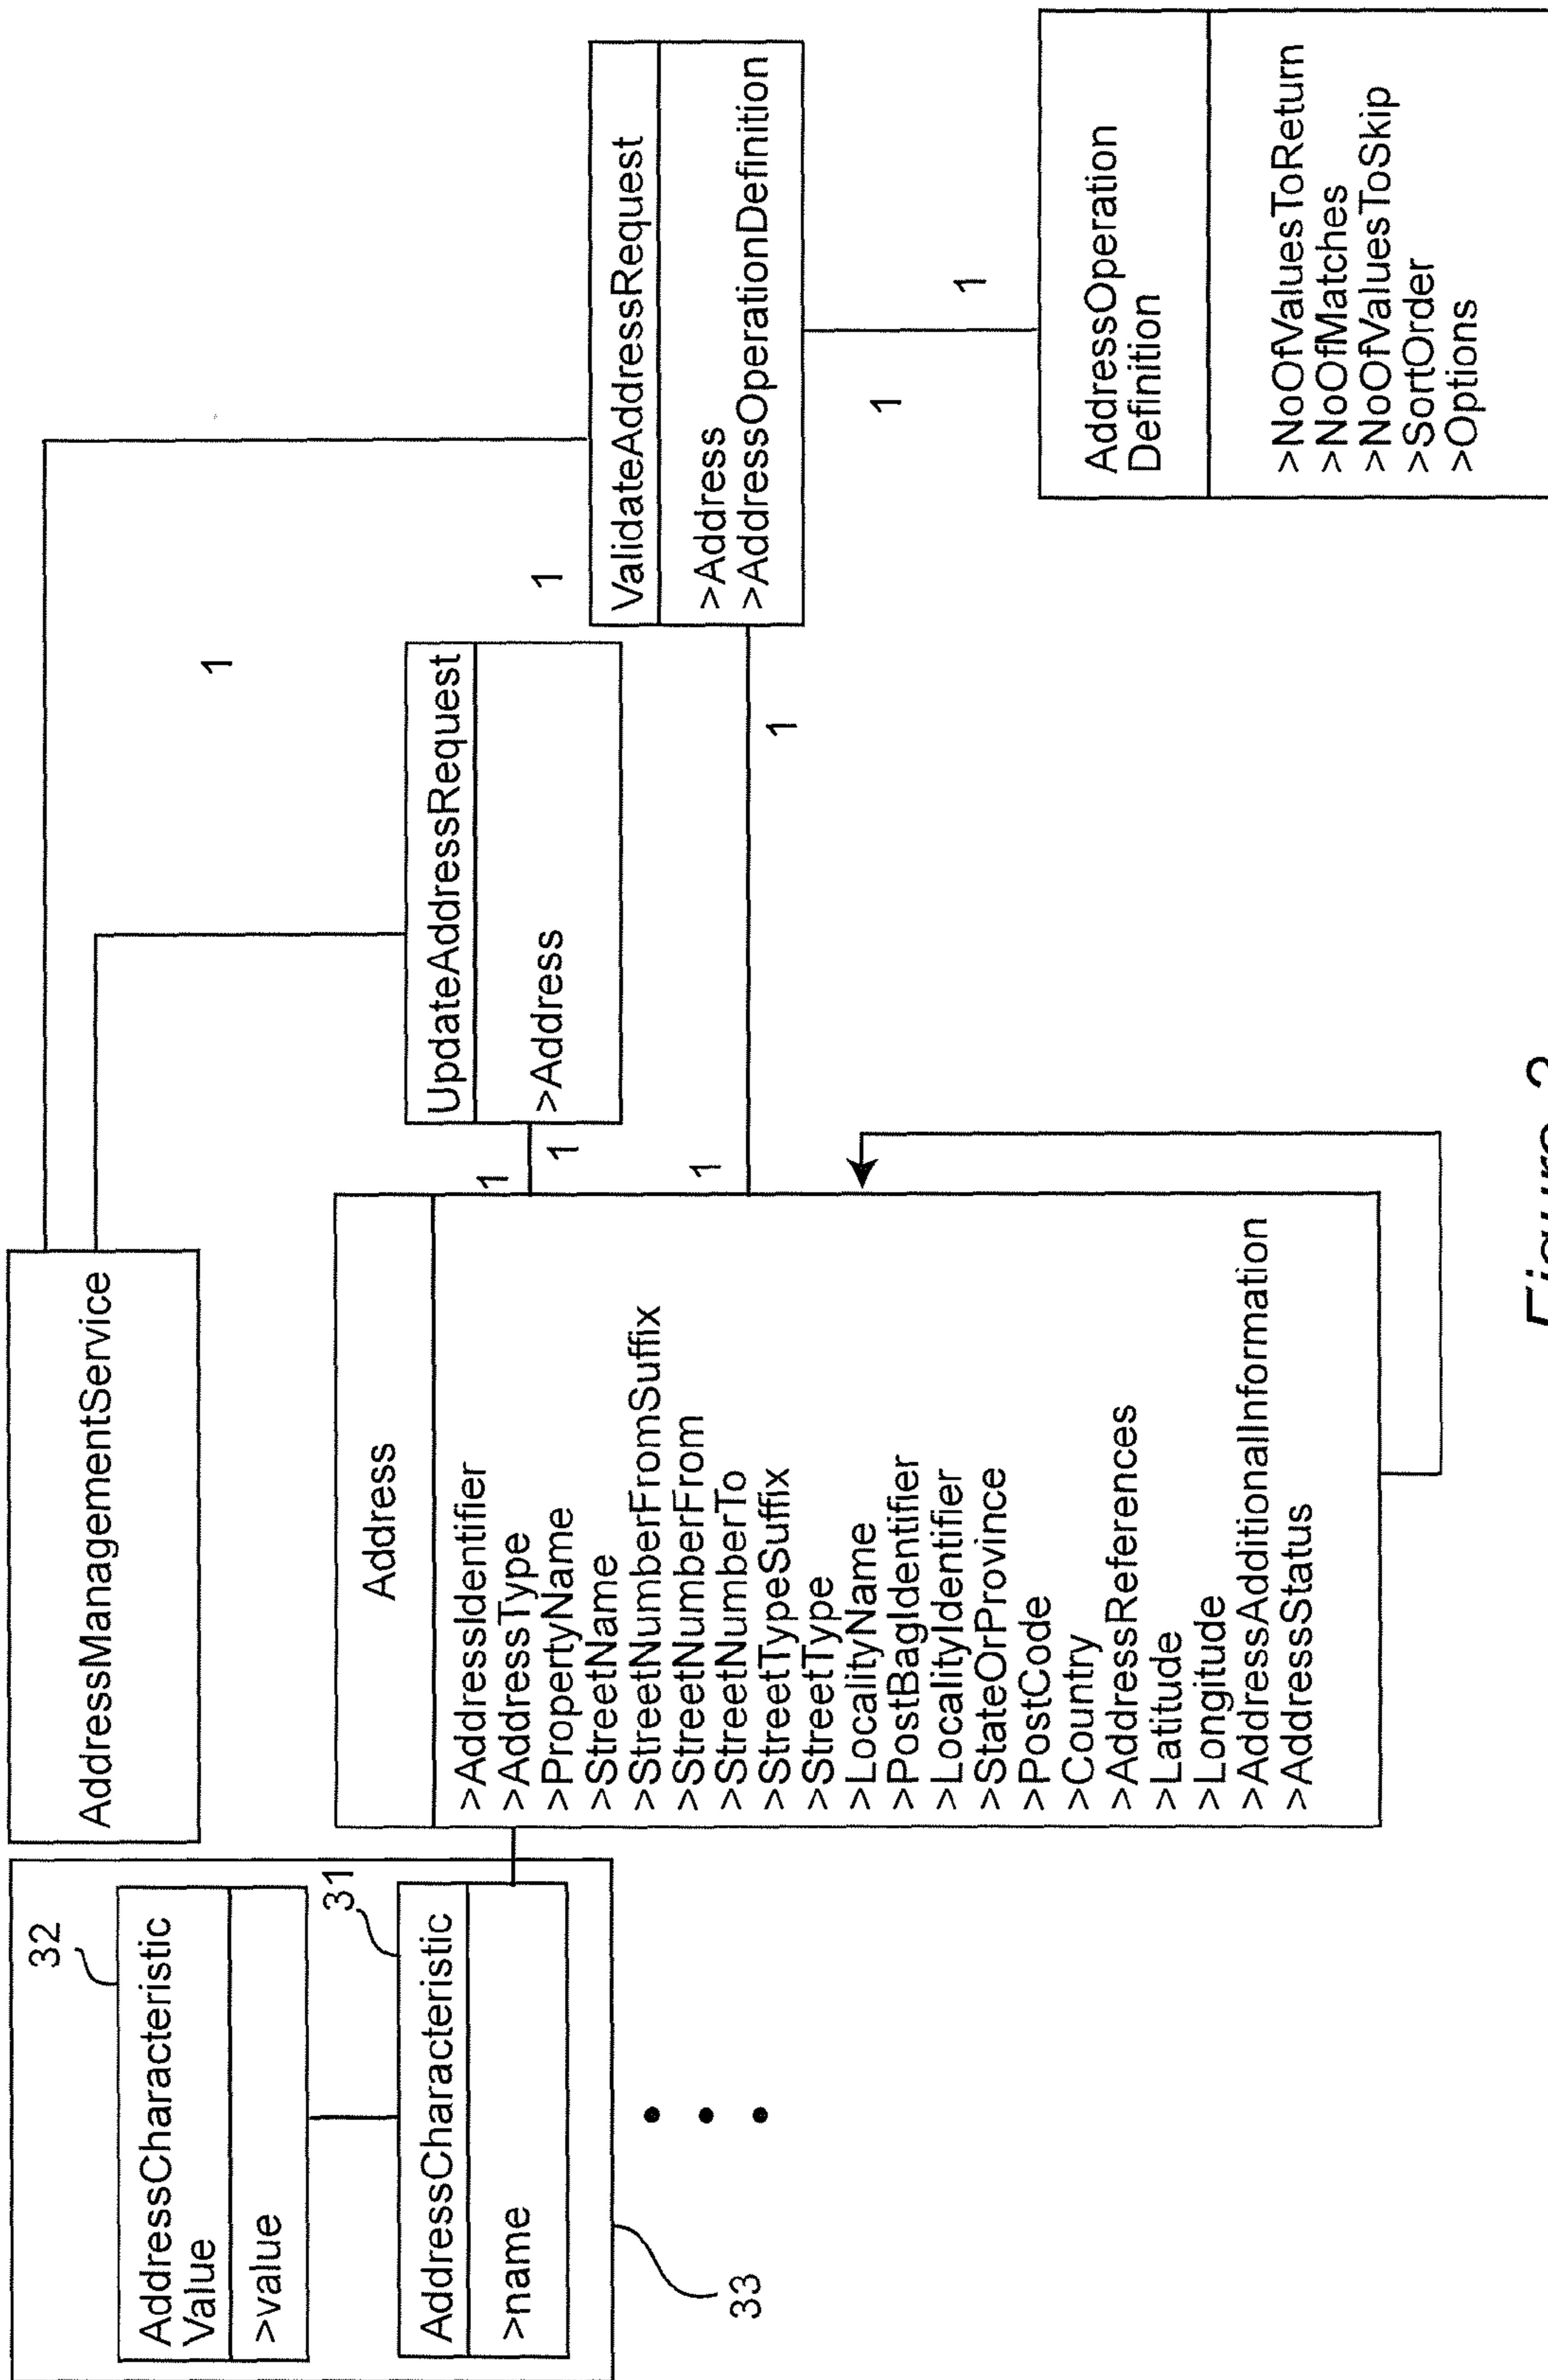 32
AddressCharacteristic
Value
>value
31
AddressCharacteristic
>name
33
AddressManagementService
Address
>AddressIdentifier
>AddressType
>PropertyName
>StreetName
>StreetNumberFromSuffix
>StreetNumberFrom
>StreetNumberTo
>StreetTypeSuffix
>StreetType
>LocalityName
>PostBagIdentifier
>LocalityIdentifier
>StateOrProvince
>PostCode
>Country
>AddressReferences
>Latitude
>Longitude
>AddressAdditionalInformation
>AddressStatus
1
1
1
UpdateAddressRequest
>Address
1
1
1
ValidateAddressRequest
>Address
>AddressOperationDefinition
1
1
AddressOperation
Definition
>NoOfValuesToReturn
>NoOfMatches
>NoOfValuesToSkip
>SortOrder
>Options
Figure